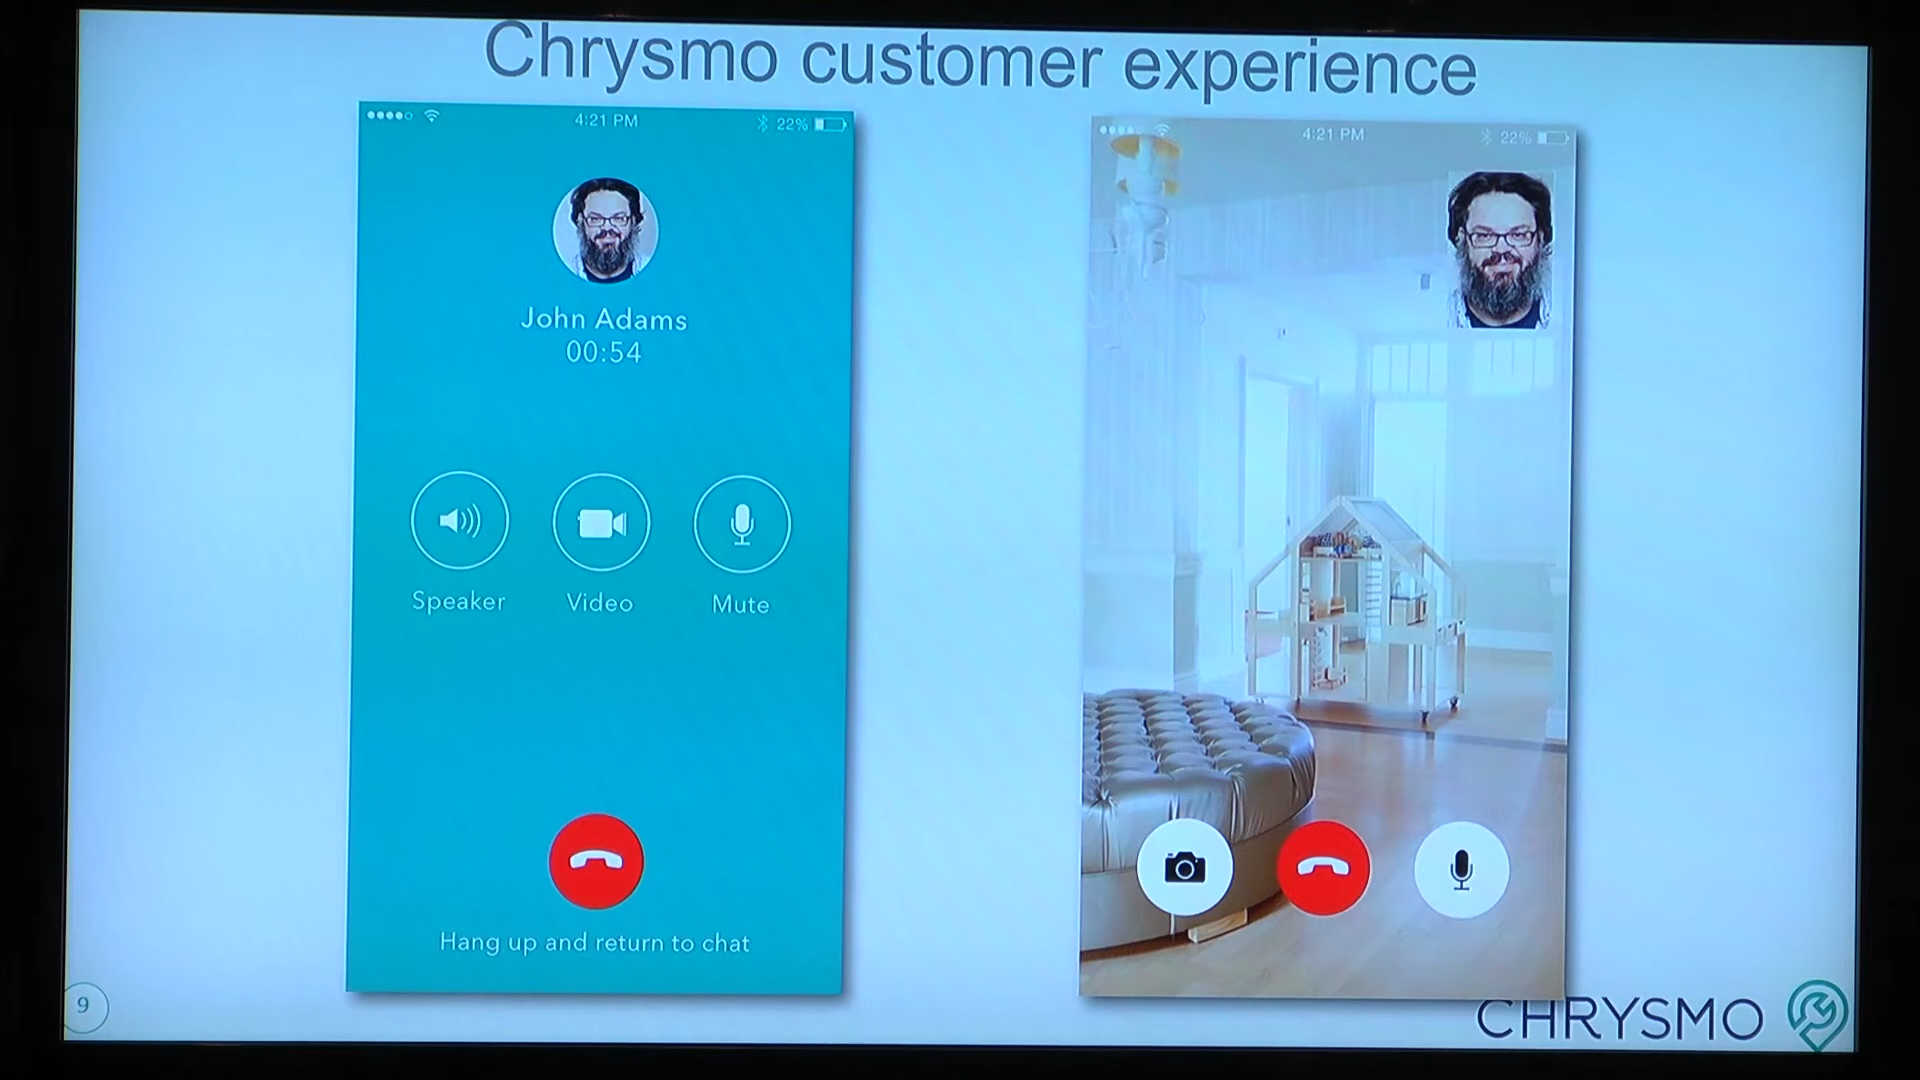 Chrysmo customer experience
4:21 PM
22%
John Adams
00:54
Speaker
Video
Mute
Hang up and return to chat
4:21 PM
22%
9
CHRYSMO